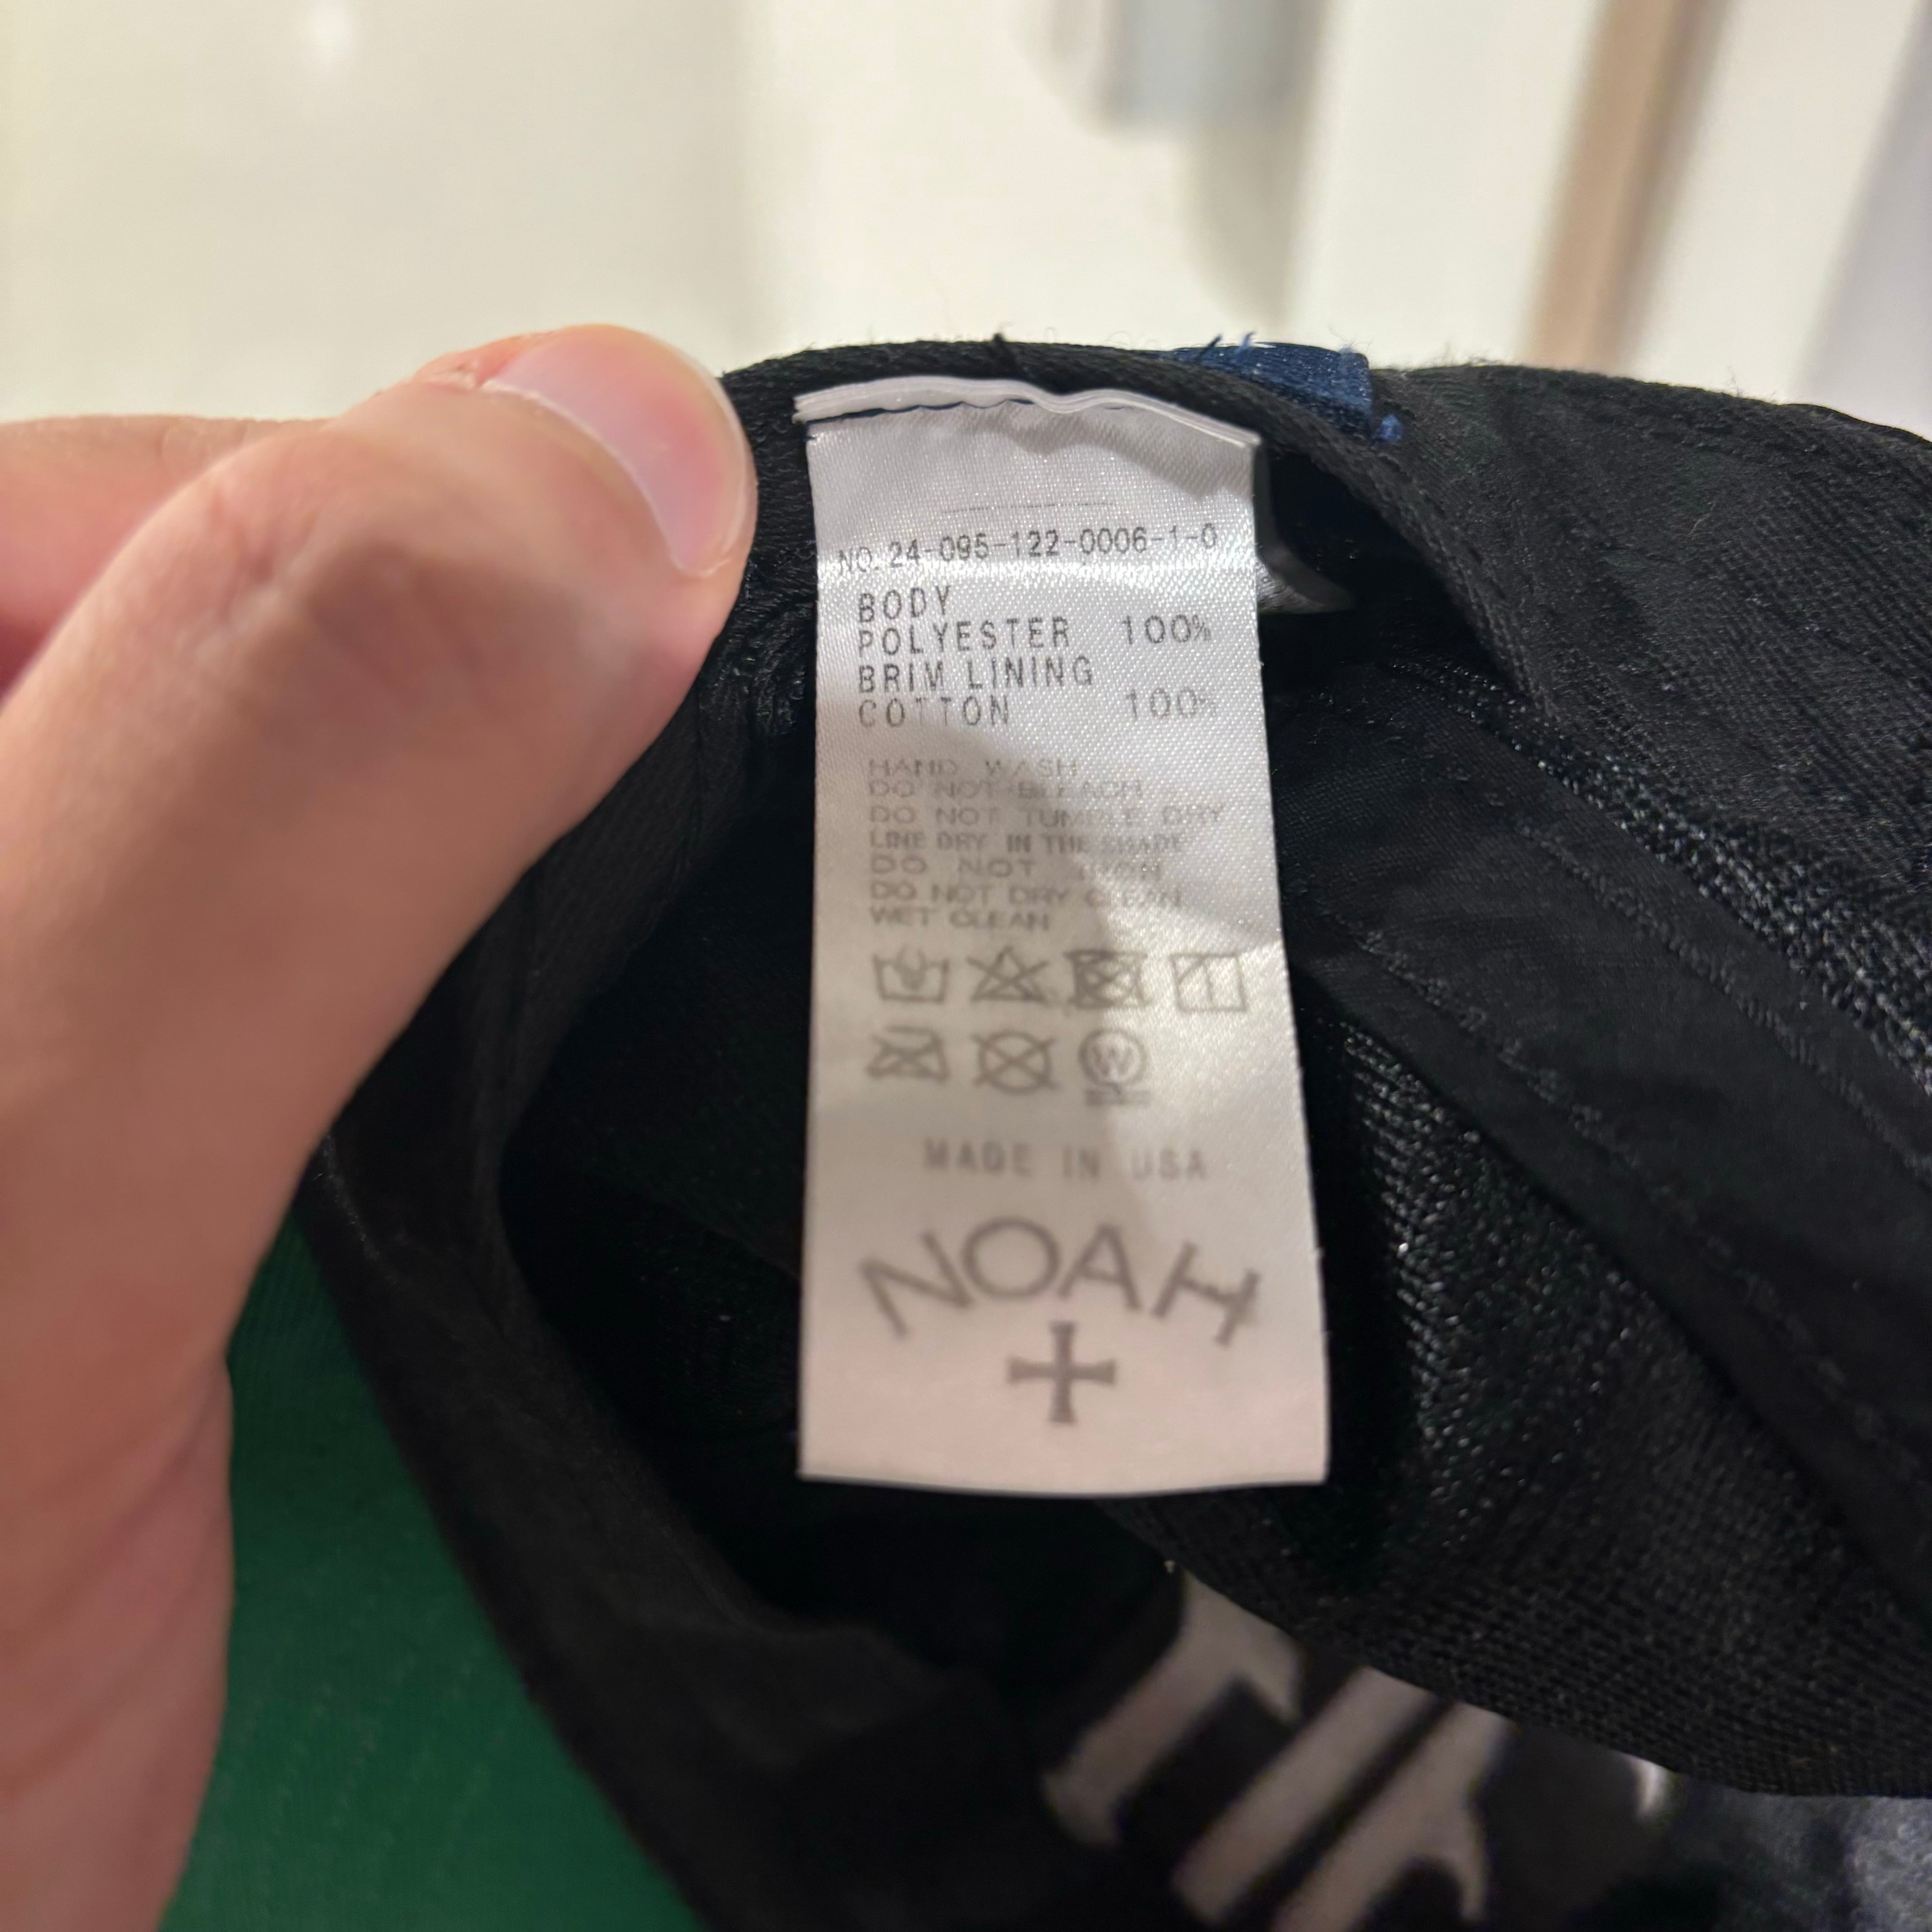 NO. 24-095-122-0006-1-0
BODY
POLYESTER 100%
BRIM LINING
COTTON 100%
HAND WASH
DO NOT BLEACH
DO NOT TUMBLE DRY
LINE DRY IN THE SHADE
DO NOT IRON
DO NOT DRY CLEAN
WET CLEAN
W
MADE IN USA
NOAH